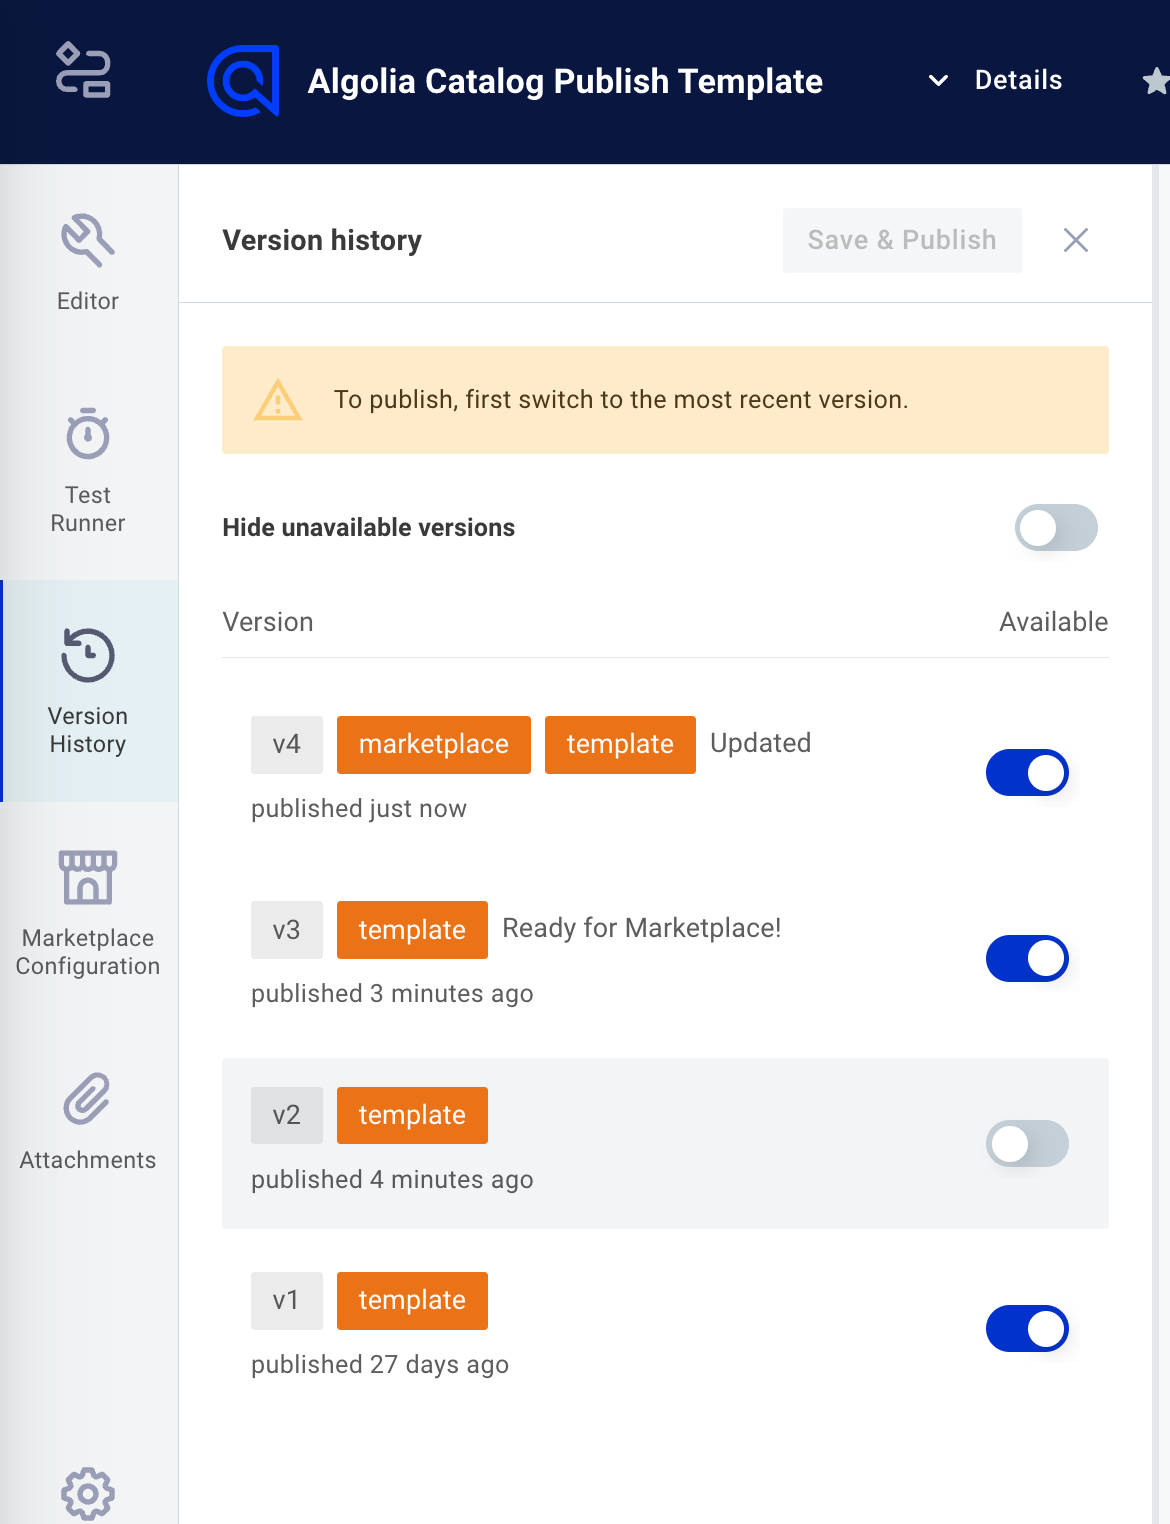 Algolia Catalog Publish Template
Details
Editor
Test
Runner
Version
History
Marketplace
Configuration
Attachments
Version history
Save & Publish
To publish, first switch to the most recent version.
Hide unavailable versions
Version Available
v4 marketplace template Updated
published just now
v3 template Ready for Marketplace!
published 3 minutes ago
v2 template
published 4 minutes ago
v1 template
published 27 days ago